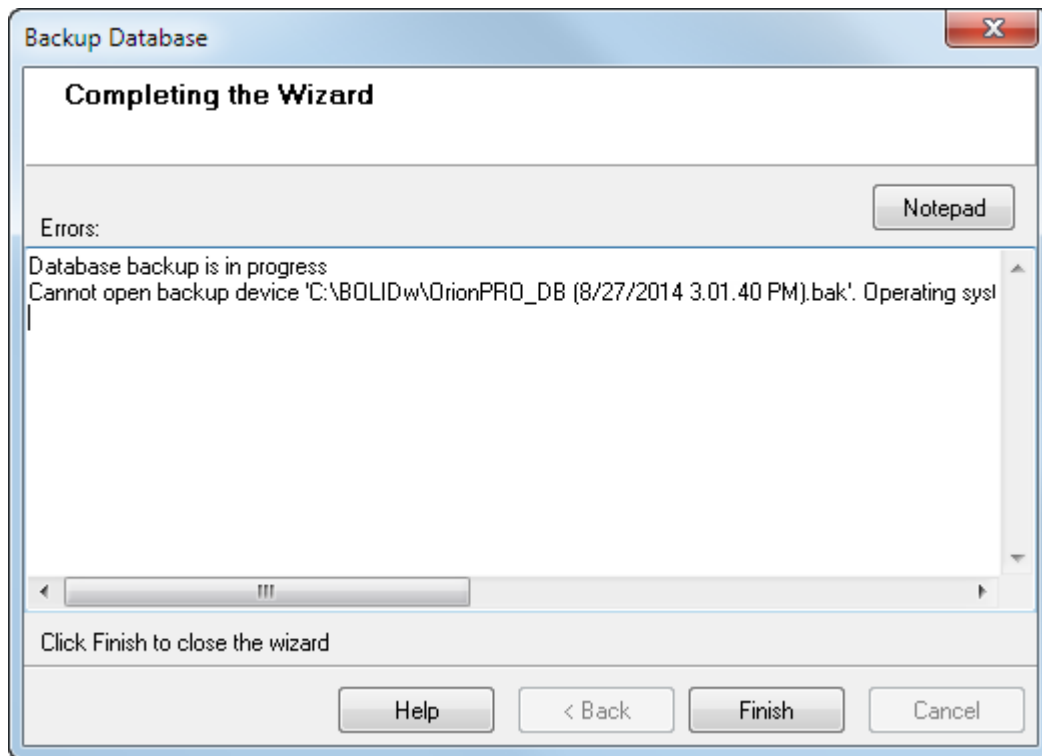 Backup Database
Completing the Wizard
Notepad
Errors:
Database backup is in progress
Cannot open backup device 'C:\BOLIDw\OrionPRO_DB (8/27/2014 3.01.40 PM).bak'. Operating syst
Click Finish to close the wizard
Help
< Back
Finish
Cancel